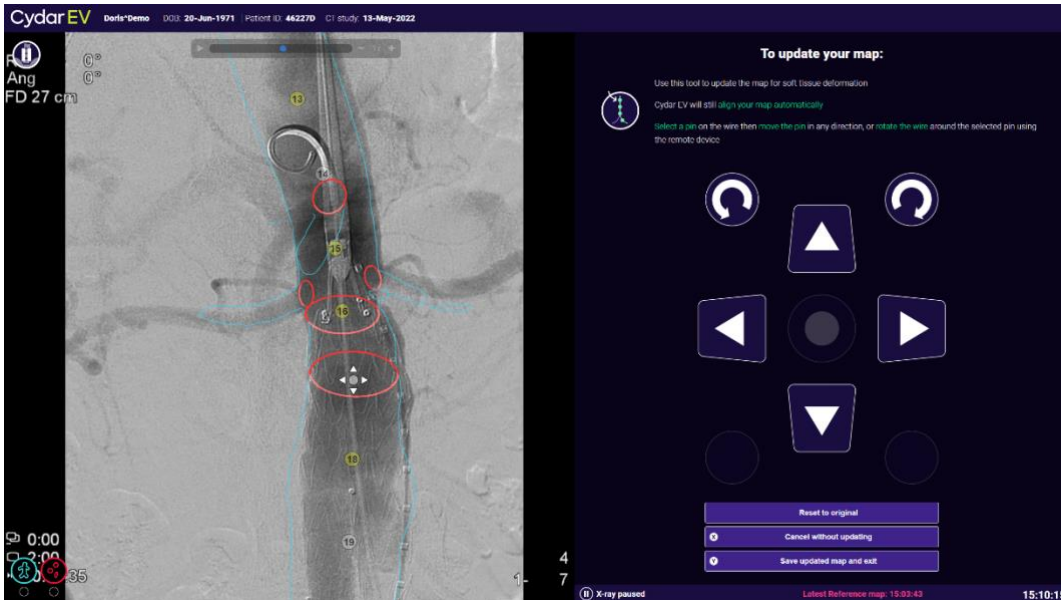 Cydar EV Doris^Demo DOB: 20-Jun-1971 Patient ID: 46227D CT study: 13-May-2022
0°
Ang 0°
FD 27 cm
13
14
15
16
18
19
0:00
2:00
35
4
1- 7
To update your map:
Use this tool to update the map for soft tissue deformation
Cydar EV will still align your map automatically
Select a pin on the wire then move the pin in any direction, or rotate the wire around the selected pin using
the remote device
Reset to original
X Cancel without updating
Y Save updated map and exit
X-ray paused Latest Reference map: 15:03:43 15:10:1